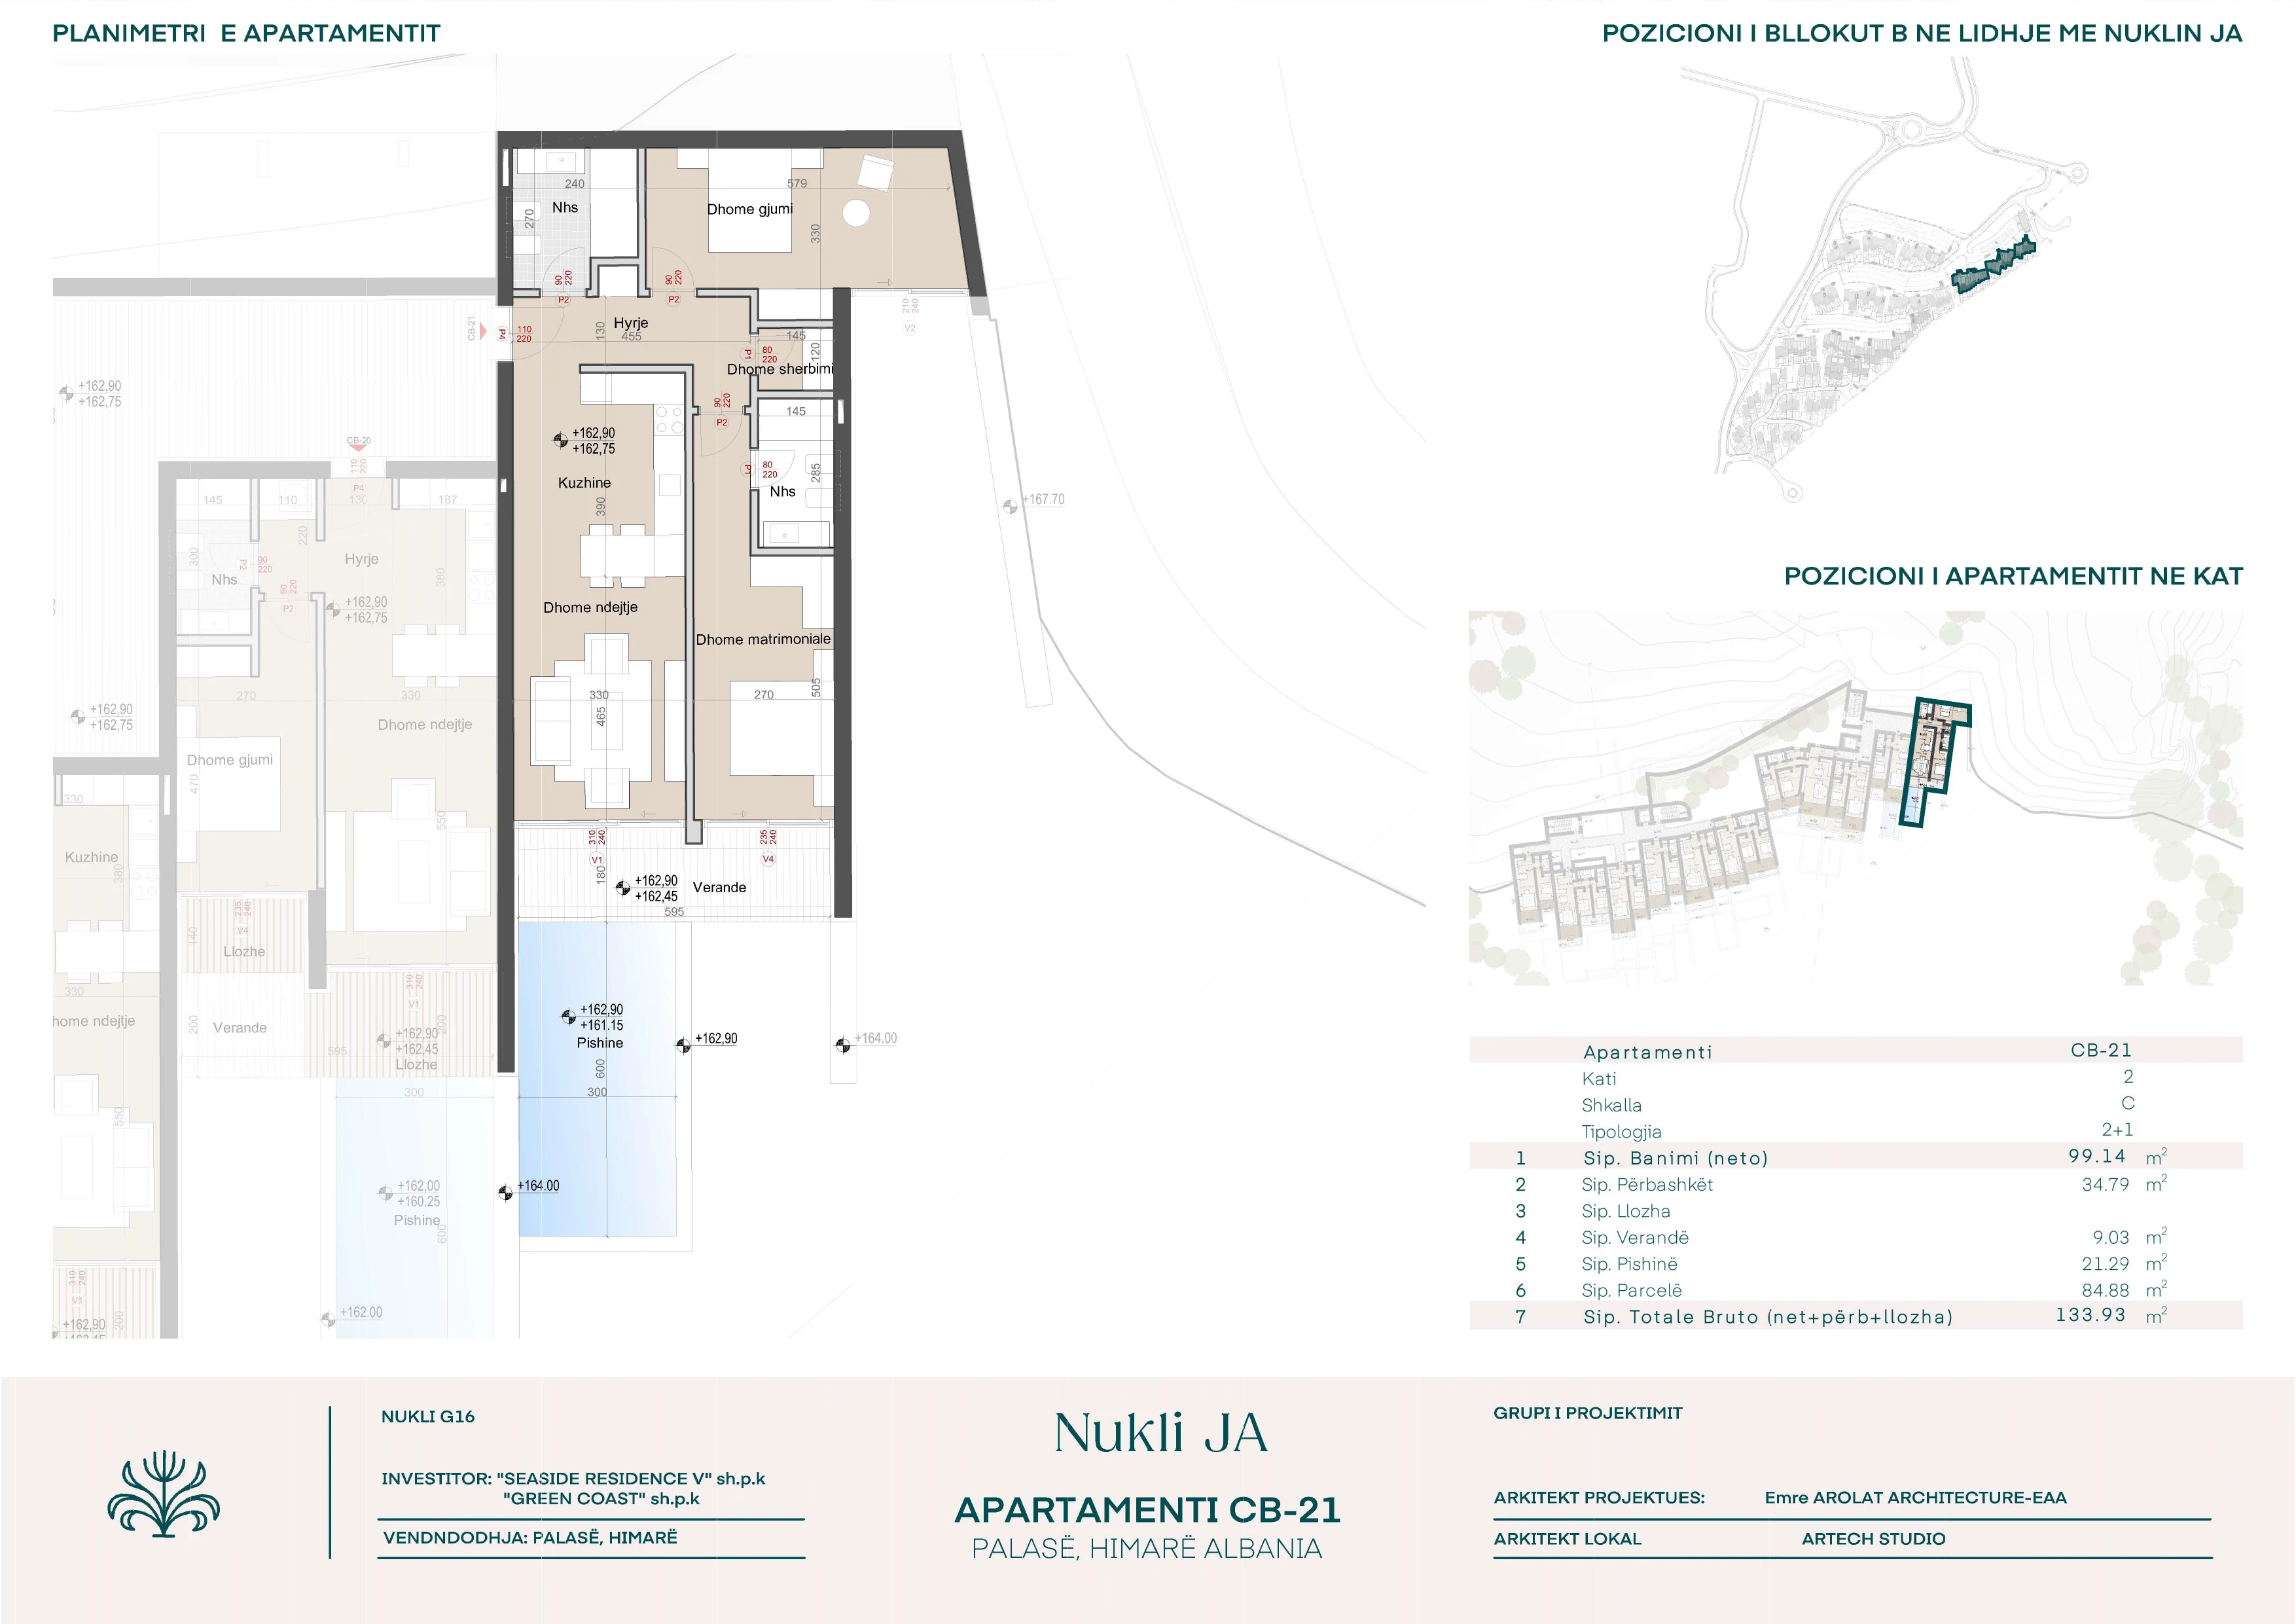 PLANIMETRI E APARTAMENTIT
POZICIONI I BLLOKUT B NE LIDHJE ME NUKLIN JA
240
Nhs
270
579
Dhome gjumi
330
90
220
P2
90
220
P2
CB-21
P4
110
220
Hyrje
130
455
210
240
V2
145
P1
80
220
120
Dhome sherbimi
+162,90
+162,75
90
220
P2
145
+162,90
+162,75
Kuzhine
390
P1
80
220
285
Nhs
CB-20
110
220
P4
145
110
130
187
220
Hyrje
300
P2
90
220
Nhs
90
220
P2
380
+162,90
+162,75
+167.70
Dhome ndejtje
Dhome matrimoniale
270
330
Dhome ndejtje
330
465
270
505
+162,90
+162,75
Dhome gjumi
470
550
330
Kuzhine
380
310
240
V1
235
240
V4
180
+162,90
+162,45
Verande
595
235
240
V4
140
Llozhe
330
home ndejtje
200
Verande
310
240
V1
+162,90
+162,45
200
Llozhe
595
+162,90
+161.15
Pishine
+162,90
+164.00
600
300
300
550
+162,00
+160.25
Pishine
600
+164.00
310
240
V1
+162,90
200
+162.00
POZICIONI I APARTAMENTIT NE KAT
Apartamenti CB-21
Kati 2
Shkalla C
Tipologjia 2+1
1 Sip. Banimi (neto) 99.14 m²
2 Sip. Përbashkët 34.79 m²
3 Sip. Llozha
4 Sip. Verandë 9.03 m²
5 Sip. Pishinë 21.29 m²
6 Sip. Parcelë 84.88 m²
7 Sip. Totale Bruto (net+përb+llozha) 133.93 m²
NUKLI G16
INVESTITOR: "SEASIDE RESIDENCE V" sh.p.k
"GREEN COAST" sh.p.k
VENDNDODHJA: PALASË, HIMARË
Nukli JA
APARTAMENTI CB-21
PALASË, HIMARË ALBANIA
GRUPI I PROJEKTIMIT
ARKITEKT PROJEKTUES: Emre AROLAT ARCHITECTURE-EAA
ARKITEKT LOKAL ARTECH STUDIO